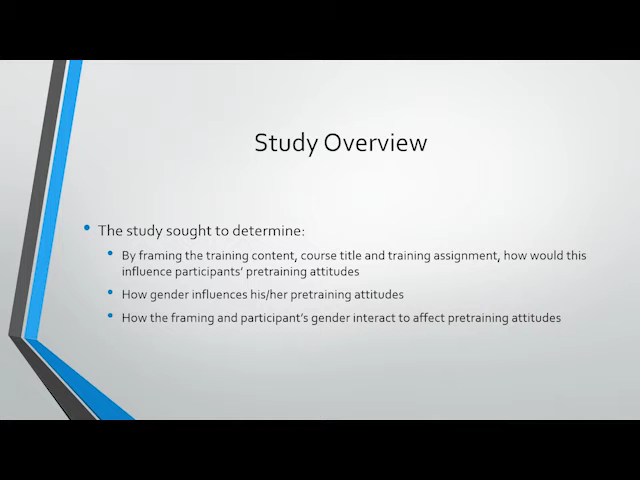 Study Overview
• The study sought to determine:
• By framing the training content, course title and training assignment, how would this
influence participants' pretraining attitudes
• How gender influences his/her pretraining attitudes
• How the framing and participant's gender interact to affect pretraining attitudes